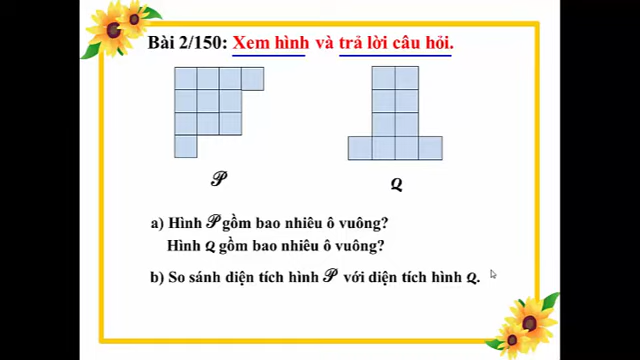 Bài 2/150: Xem hình và trả lời câu hỏi.
P
Q
a) Hình P gồm bao nhiêu ô vuông?
Hình Q gồm bao nhiêu ô vuông?
b) So sánh diện tích hình P với diện tích hình Q.